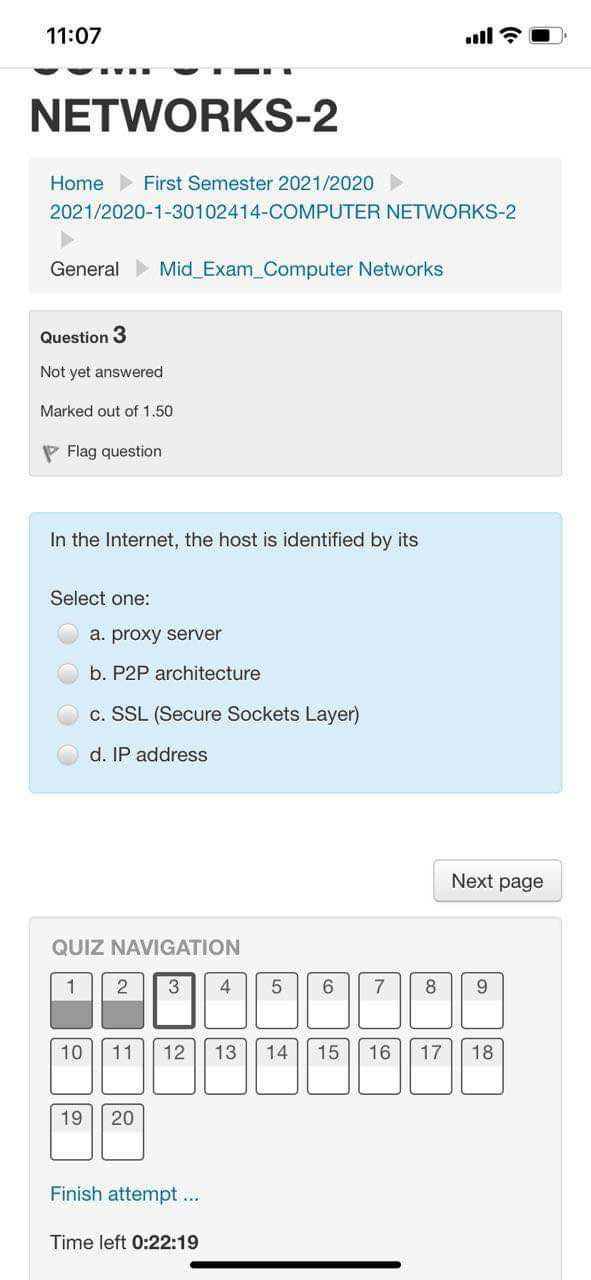 11:07
NETWORKS-2
Home First Semester 2021/2020
2021/2020-1-30102414-COMPUTER NETWORKS-2
General Mid_Exam_Computer Networks
Question 3
Not yet answered
Marked out of 1.50
Flag question
In the Internet, the host is identified by its
Select one:
a. proxy server
b. P2P architecture
c. SSL (Secure Sockets Layer)
d. IP address
Next page
QUIZ NAVIGATION
1 2 3 4 5 6 7 8 9
10 11 12 13 14 15 16 17 18
19 20
Finish attempt ...
Time left 0:22:19